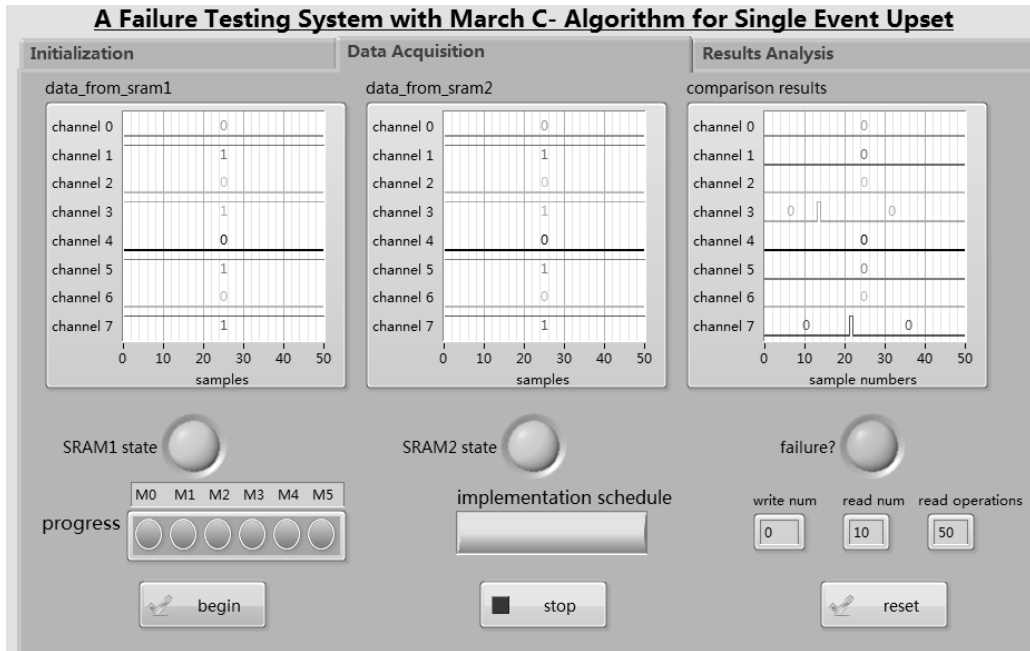 A Failure Testing System with March C- Algorithm for Single Event Upset
Initialization
Data Acquisition
Results Analysis
data_from_sram1
channel 0
0
channel 1
1
channel 2
0
channel 3
1
channel 4
0
channel 5
1
channel 6
0
channel 7
1
0 10 20 30 40 50
samples
data_from_sram2
channel 0
0
channel 1
1
channel 2
0
channel 3
1
channel 4
0
channel 5
1
channel 6
0
channel 7
1
0 10 20 30 40 50
samples
comparison results
channel 0
0
channel 1
0
channel 2
0
channel 3
0 0
channel 4
0
channel 5
0
channel 6
0
channel 7
0 0
0 10 20 30 40 50
sample numbers
SRAM1 state
SRAM2 state
failure?
M0 M1 M2 M3 M4 M5
progress
implementation schedule
write num read num read operations
0 10 50
begin
stop
reset